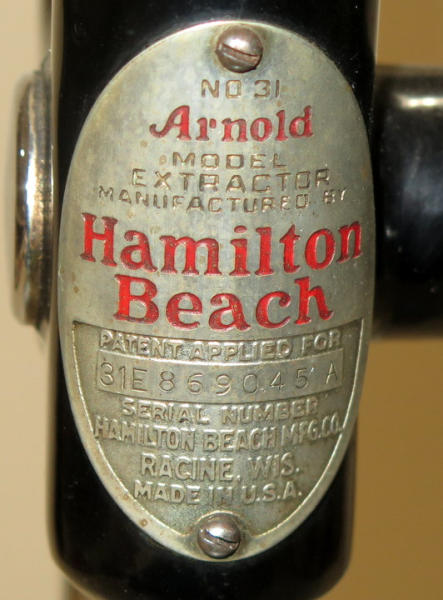 NO 31
Arnold
MODEL
EXTRACTOR
MANUFACTURED BY
Hamilton
Beach
PATENT APPLIED FOR
31E869045A
SERIAL NUMBER
HAMILTON BEACH MFG. CO.
RACINE, WIS.
MADE IN U.S.A.